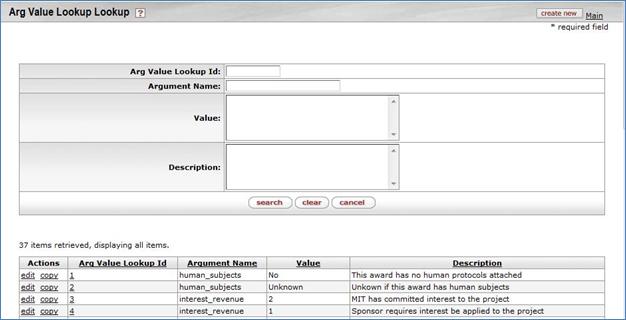 Arg Value Lookup Lookup ?
create new Main
* required field
Arg Value Lookup Id:
Argument Name:
Value:
Description:
search clear cancel
37 items retrieved, displaying all items.
Actions Arg Value Lookup Id Argument Name Value Description
edit copy 1 human_subjects No This award has no human protocols attached
edit copy 2 human_subjects Unknown Unkown if this award has human subjects
edit copy 3 interest_revenue 2 MIT has committed interest to the project
edit copy 4 interest_revenue 1 Sponsor requires interest be applied to the project